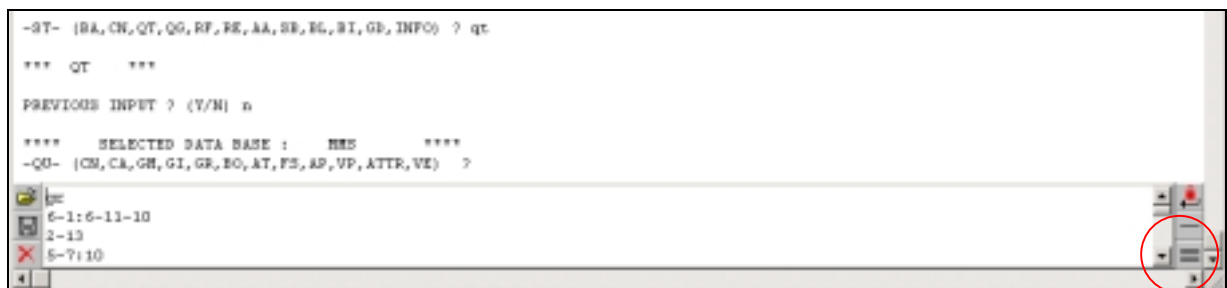 -ST- (BA,CN,QT,QG,RF,RE,AA,SB,BL,BI,GD,INFO) ? qt
*** QT ***
PREVIOUS INPUT ? (Y/N) n
**** SELECTED DATA BASE : MMS ****
-QU- (CN,CA,GM,GI,GR,BO,AT,FS,AP,VP,ATTR,VE) ?
6-1:6-11-10
2-13
5-7:10